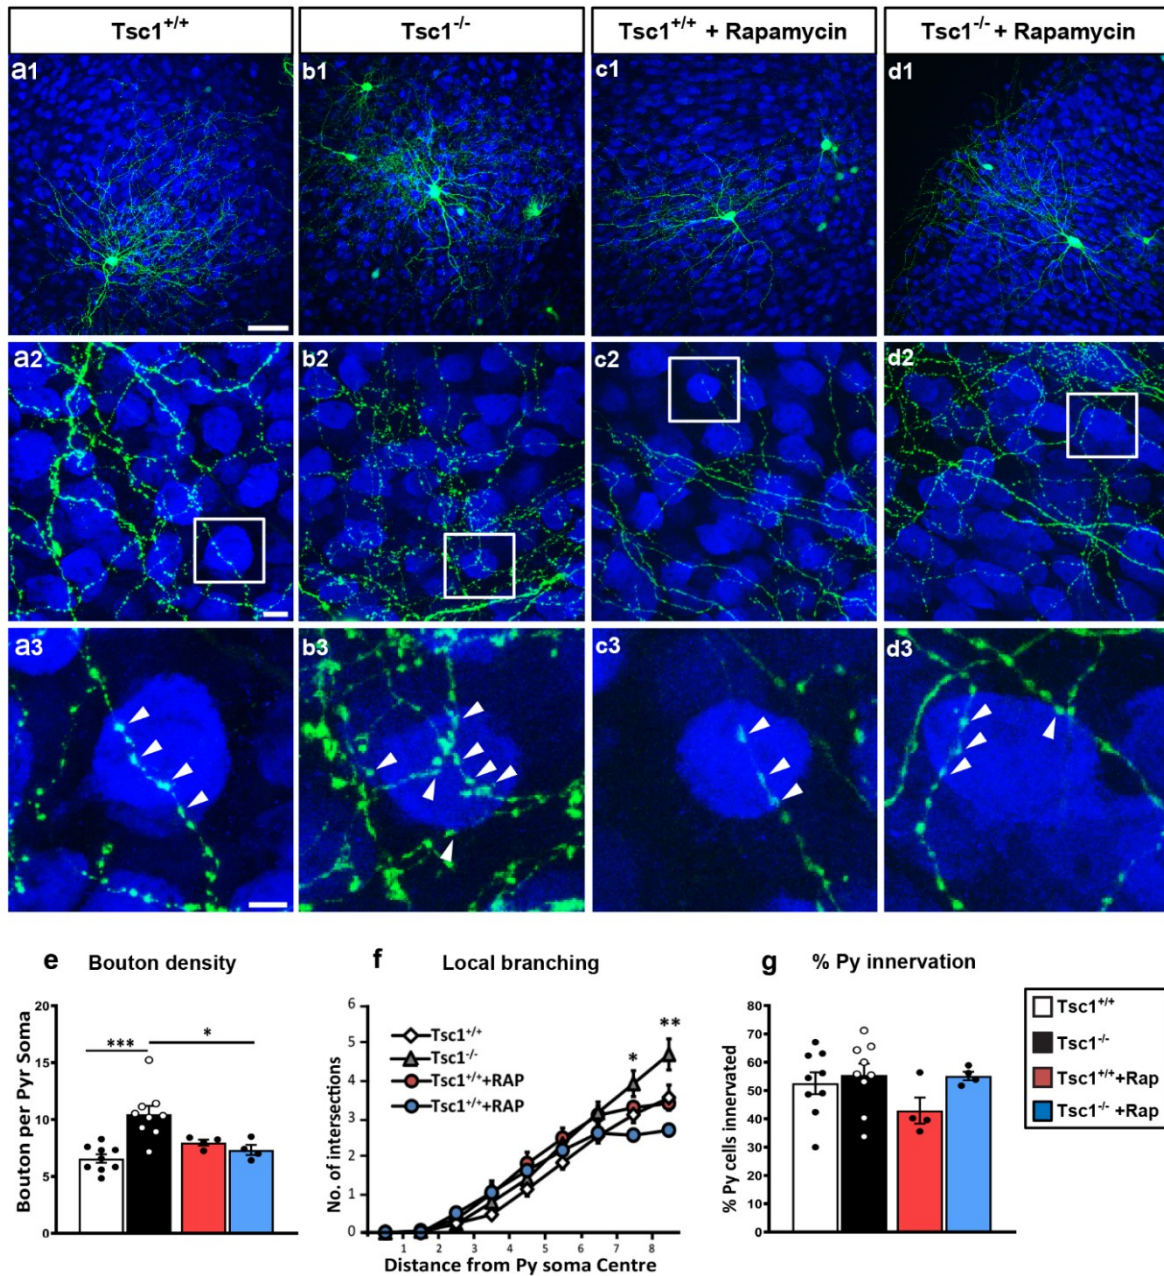 Tsc1+/+ Tsc1-/- Tsc1+/+ + Rapamycin Tsc1-/- + Rapamycin
a1 b1 c1 d1
a2 b2 c2 d2
a3 b3 c3 d3
e Bouton density
Bouton per Pyr Soma
20
15
10
5
0
*** *
f Local branching
No. of intersections
6
5
4
3
2
1
0
Tsc1+/+
Tsc1-/-
Tsc1+/++RAP
Tsc1+/++RAP
* **
1 2 3 4 5 6 7 8
Distance from Py soma Centre
g % Py innervation
% Py cells innervated
80
70
60
50
40
30
20
10
0
Tsc1+/+
Tsc1-/-
Tsc1+/++Rap
Tsc1-/- +Rap